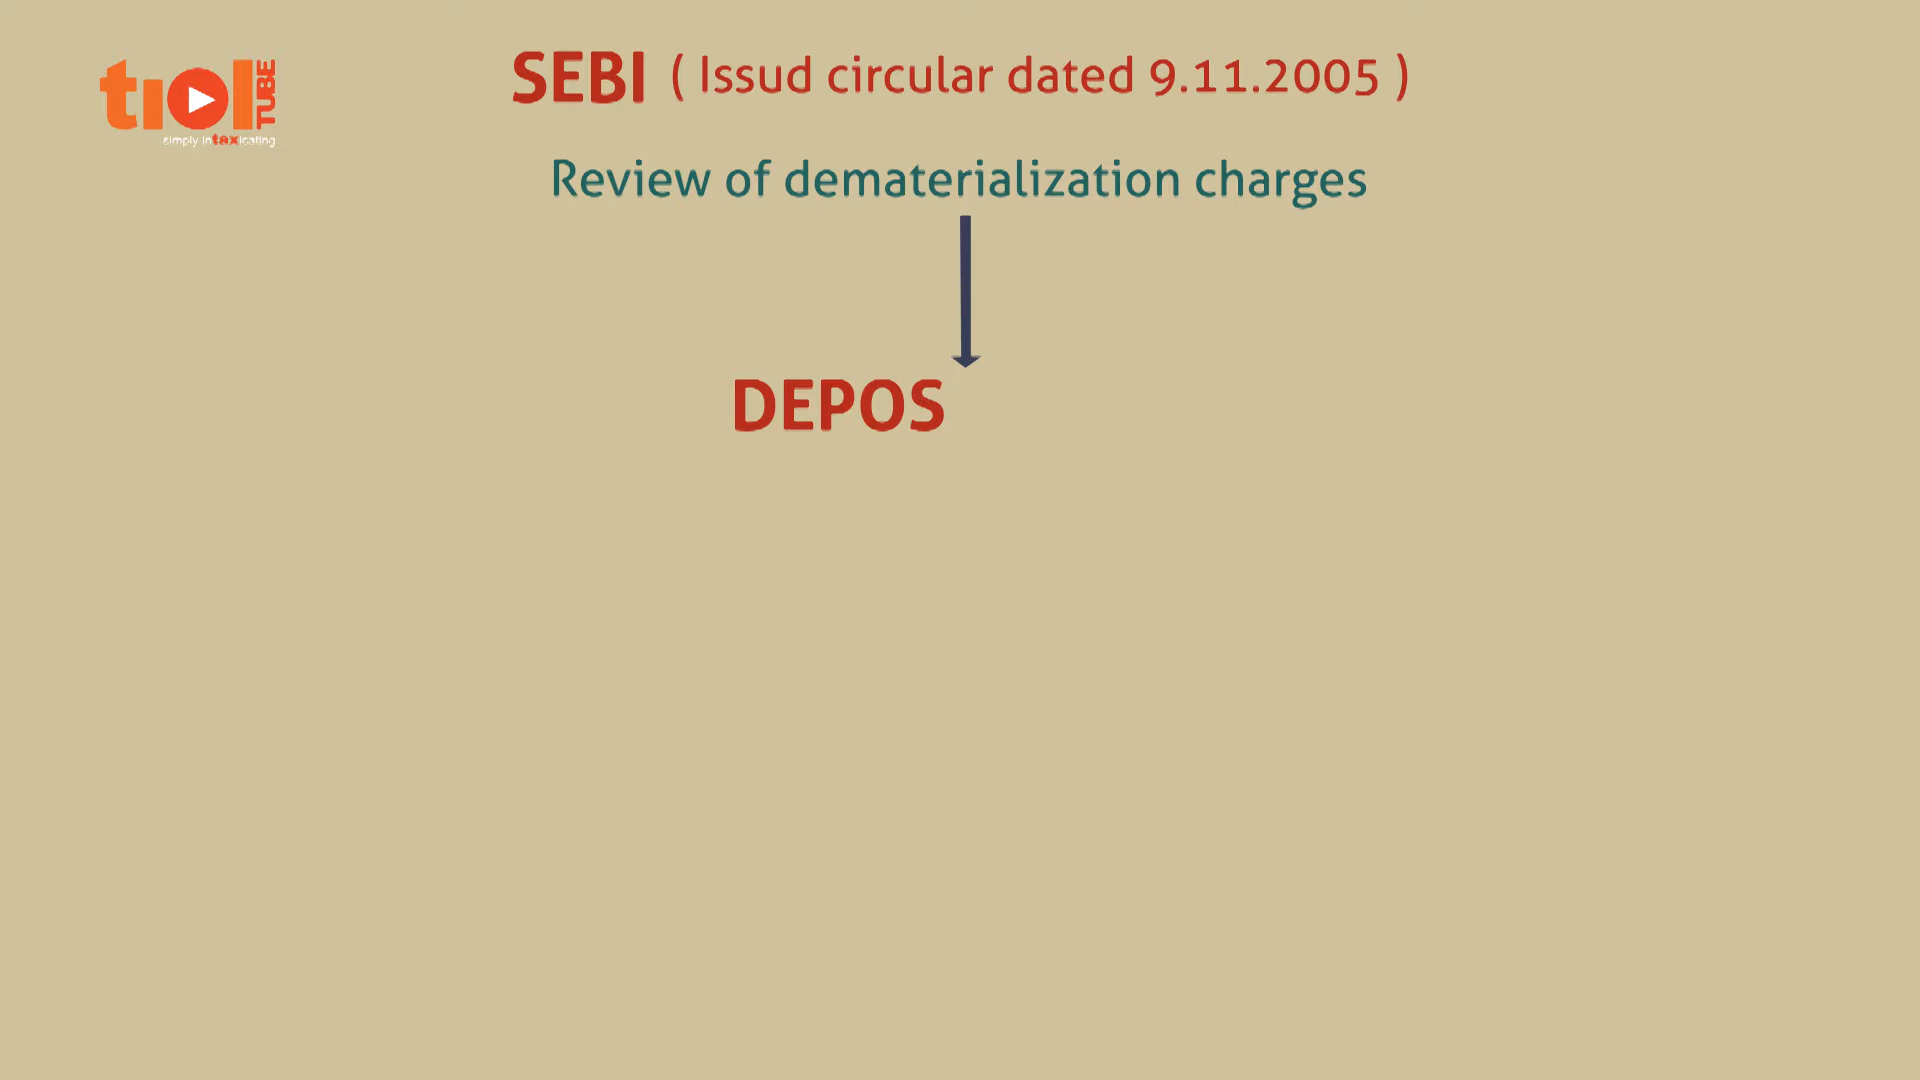 tiol TUBE
simply intaxicating
SEBI ( Issud circular dated 9.11.2005 )
Review of dematerialization charges
DEPOS